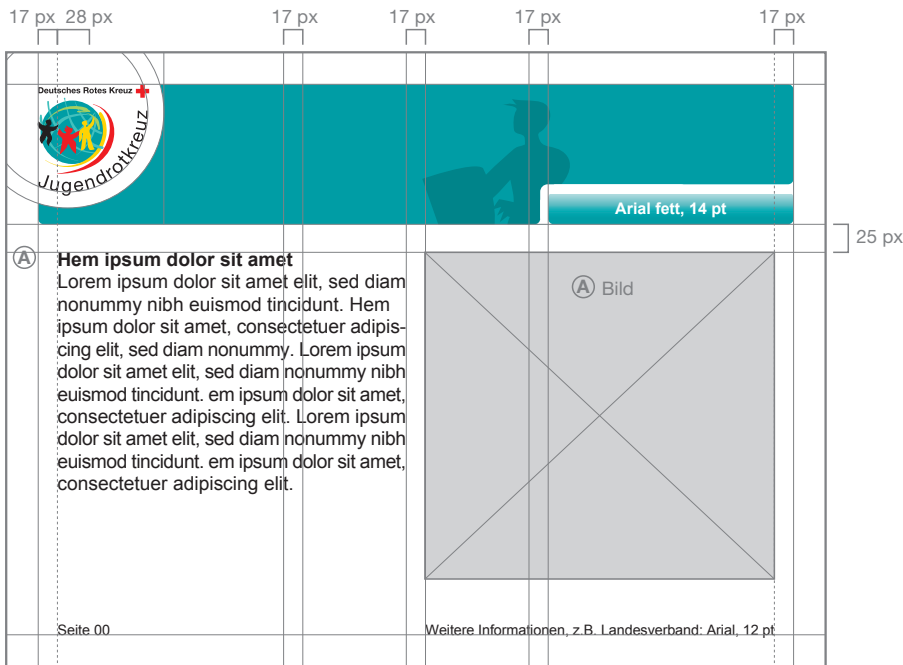 17 px 28 px 17 px 17 px 17 px 17 px
Deutsches Rotes Kreuz
Jugendrotkreuz
Arial fett, 14 pt
25 px
A Hem ipsum dolor sit amet
Lorem ipsum dolor sit amet elit, sed diam
nonummy nibh euismod tincidunt. Hem
ipsum dolor sit amet, consectetuer adipis-
cing elit, sed diam nonummy. Lorem ipsum
dolor sit amet elit, sed diam nonummy nibh
euismod tincidunt. em ipsum dolor sit amet,
consectetuer adipiscing elit. Lorem ipsum
dolor sit amet elit, sed diam nonummy nibh
euismod tincidunt. em ipsum dolor sit amet,
consectetuer adipiscing elit.
A Bild
Seite 00
Weitere Informationen, z.B. Landesverband: Arial, 12 pt